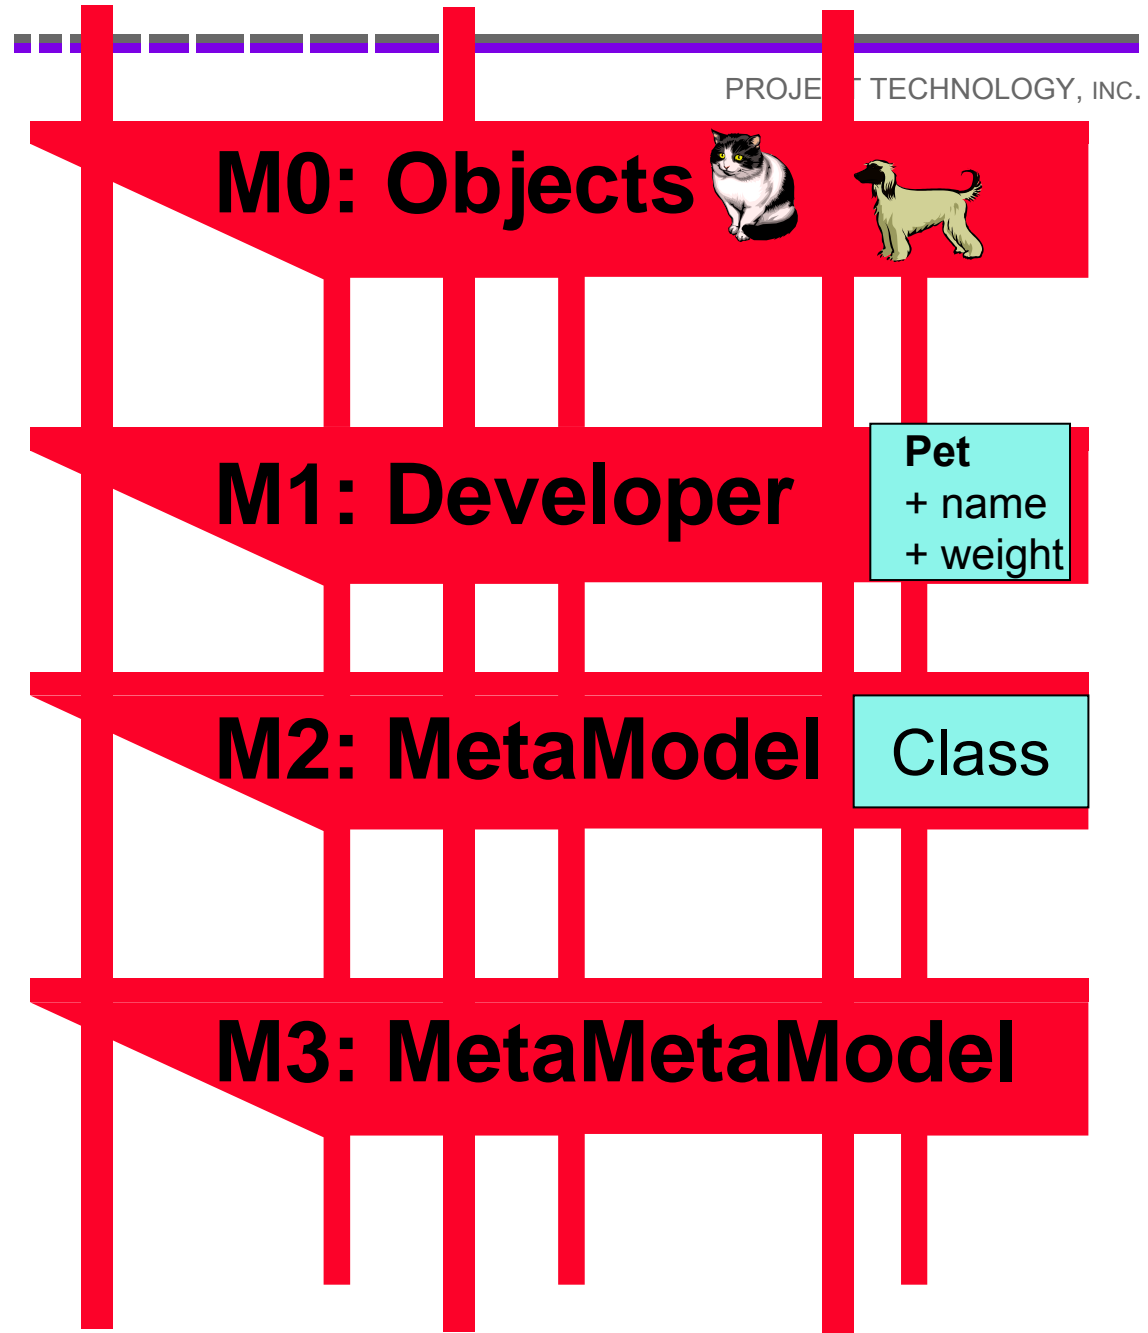 PROJE T TECHNOLOGY, INC.
M0: Objects
M1: Developer
Pet
+ name
+ weight
M2: MetaModel
Class
M3: MetaMetaModel